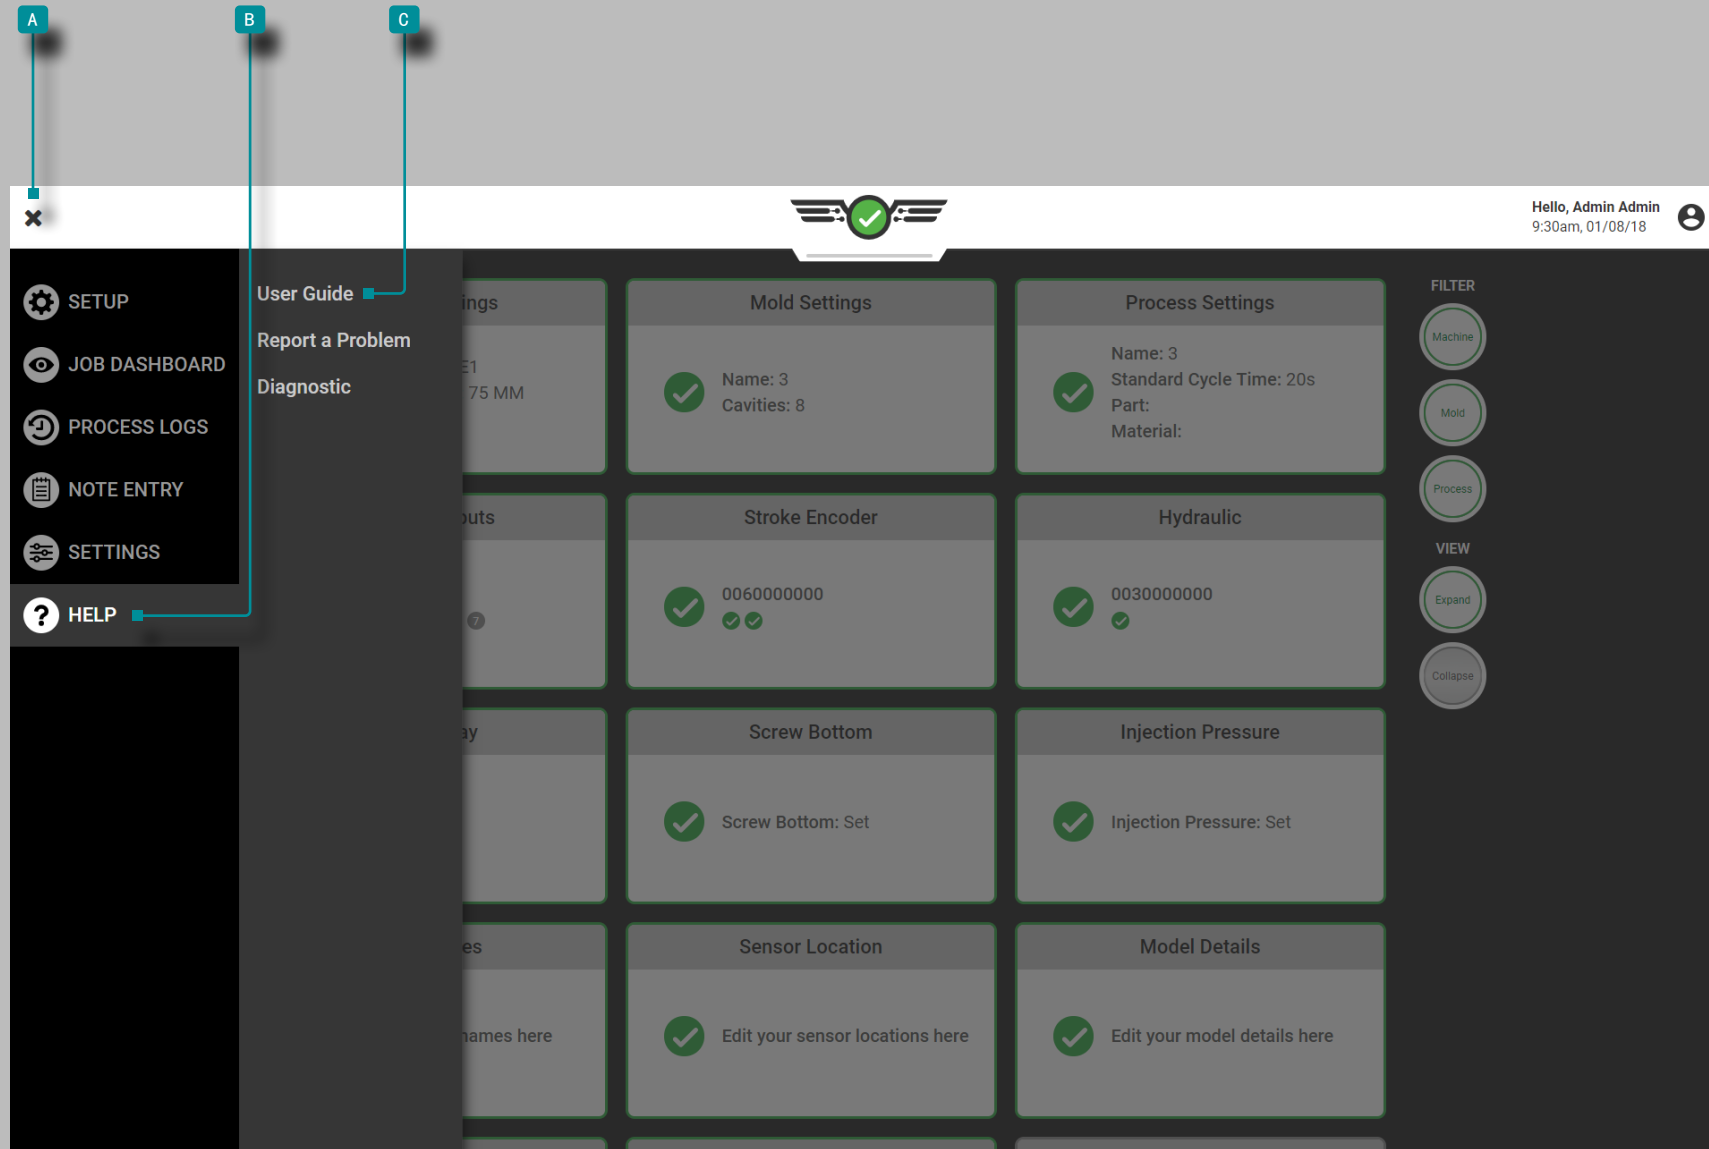 A
B
C
Hello, Admin Admin
9:30am, 01/08/18
SETUP
JOB DASHBOARD
PROCESS LOGS
NOTE ENTRY
SETTINGS
HELP
User Guide
Report a Problem
Diagnostic
ings
E1
75 MM
Mold Settings
Name: 3
Cavities: 8
Process Settings
Name: 3
Standard Cycle Time: 20s
Part:
Material:
FILTER
Machine
Mold
Process
VIEW
Expand
Collapse
outs
7
Stroke Encoder
0060000000
Hydraulic
0030000000
ay
Screw Bottom
Screw Bottom: Set
Injection Pressure
Injection Pressure: Set
es
names here
Sensor Location
Edit your sensor locations here
Model Details
Edit your model details here